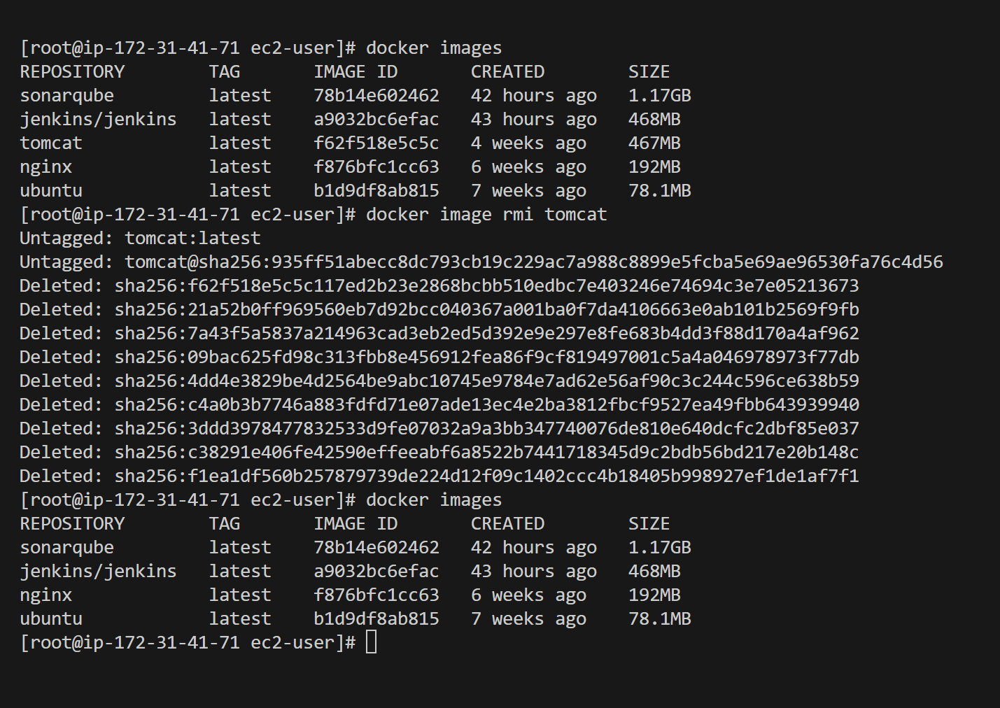 [root@ip-172-31-41-71 ec2-user]# docker images
REPOSITORY        TAG       IMAGE ID       CREATED        SIZE
sonarqube         latest    78b14e602462   42 hours ago   1.17GB
jenkins/jenkins   latest    a9032bc6efac   43 hours ago   468MB
tomcat            latest    f62f518e5c5c   4 weeks ago    467MB
nginx             latest    f876bfc1cc63   6 weeks ago    192MB
ubuntu            latest    b1d9df8ab815   7 weeks ago    78.1MB
[root@ip-172-31-41-71 ec2-user]# docker image rmi tomcat
Untagged: tomcat:latest
Untagged: tomcat@sha256:935ff51abecc8dc793cb19c229ac7a988c8899e5fcba5e69ae96530fa76c4d56
Deleted: sha256:f62f518e5c5c117ed2b23e2868bcbb510edbc7e403246e74694c3e7e05213673
Deleted: sha256:21a52b0ff969560eb7d92bcc040367a001ba0f7da4106663e0ab101b2569f9fb
Deleted: sha256:7a43f5a5837a214963cad3eb2ed5d392e9e297e8fe683b4dd3f88d170a4af962
Deleted: sha256:09bac625fd98c313fbb8e456912fea86f9cf819497001c5a4a046978973f77db
Deleted: sha256:4dd4e3829be4d2564be9abc10745e9784e7ad62e56af90c3c244c596ce638b59
Deleted: sha256:c4a0b3b7746a883fdfd71e07ade13ec4e2ba3812fbcf9527ea49fbb643939940
Deleted: sha256:3ddd3978477832533d9fe07032a9a3bb347740076de810e640dcfc2dbf85e037
Deleted: sha256:c38291e406fe42590effeeabf6a8522b7441718345d9c2bdb56bd217e20b148c
Deleted: sha256:f1ea1df560b257879739de224d12f09c1402ccc4b18405b998927ef1de1af7f1
[root@ip-172-31-41-71 ec2-user]# docker images
REPOSITORY        TAG       IMAGE ID       CREATED        SIZE
sonarqube         latest    78b14e602462   42 hours ago   1.17GB
jenkins/jenkins   latest    a9032bc6efac   43 hours ago   468MB
nginx             latest    f876bfc1cc63   6 weeks ago    192MB
ubuntu            latest    b1d9df8ab815   7 weeks ago    78.1MB
[root@ip-172-31-41-71 ec2-user]#